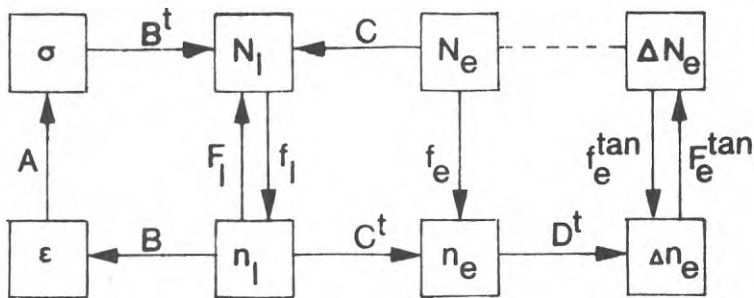 σ B^t N_l C N_e ΔN_e
A F_l f_l f_e f_e^tan F_e^tan
ε B n_l C^t n_e D^t Δn_e